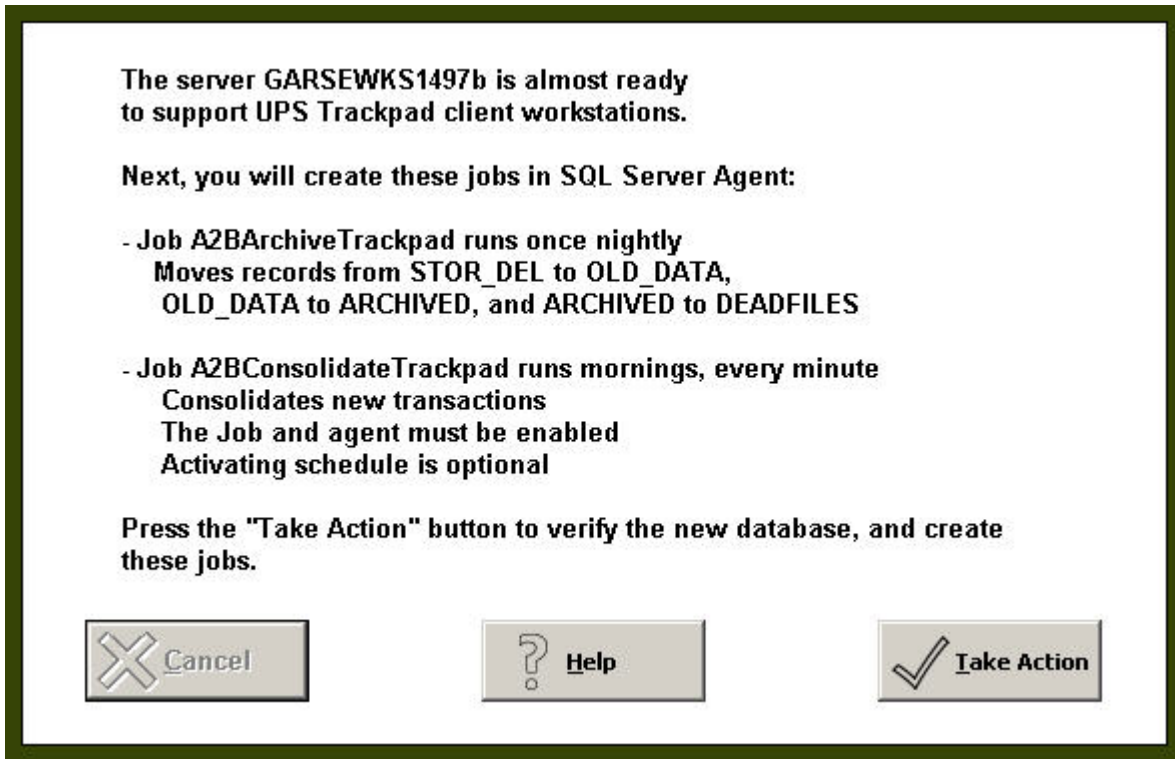 The server GARSEWKS1497b is almost ready
to support UPS Trackpad client workstations.
Next, you will create these jobs in SQL Server Agent:
- Job A2BArchiveTrackpad runs once nightly
Moves records from STOR_DEL to OLD_DATA,
OLD_DATA to ARCHIVED, and ARCHIVED to DEADFILES
- Job A2BConsolidateTrackpad runs mornings, every minute
Consolidates new transactions
The Job and agent must be enabled
Activating schedule is optional
Press the "Take Action" button to verify the new database, and create
these jobs.
Cancel
Help
Take Action